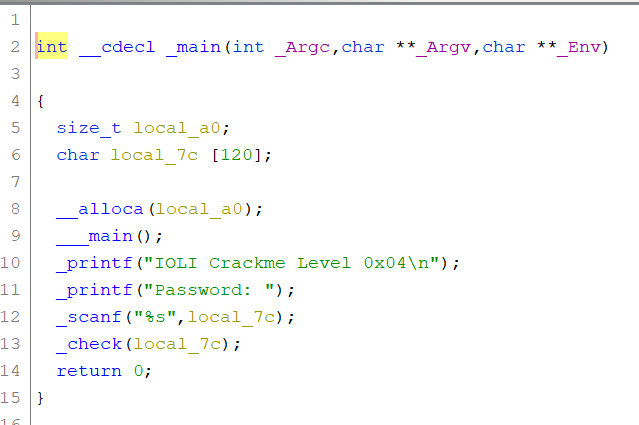 1
2 int __cdecl _main(int _Argc,char **_Argv,char **_Env)
3
4 {
5 size_t local_a0;
6 char local_7c [120];
7
8 __alloca(local_a0);
9 ___main();
10 _printf("IOLI Crackme Level 0x04\n");
11 _printf("Password: ");
12 _scanf("%s",local_7c);
13 _check(local_7c);
14 return 0;
15 }
16